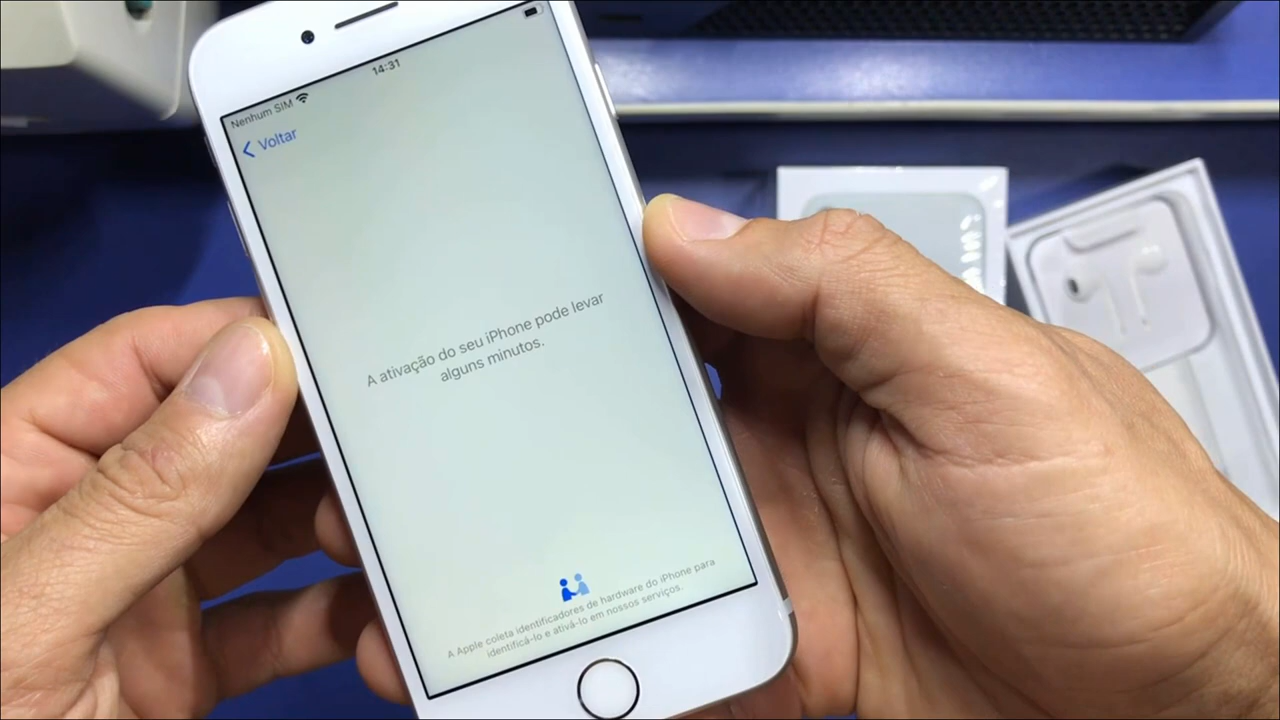 14:31
Nenhum SIM
Voltar
A ativação do seu iPhone pode levar
alguns minutos.
A Apple coleta identificadores de hardware do iPhone para
identificá-lo e ativá-lo em nossos serviços.